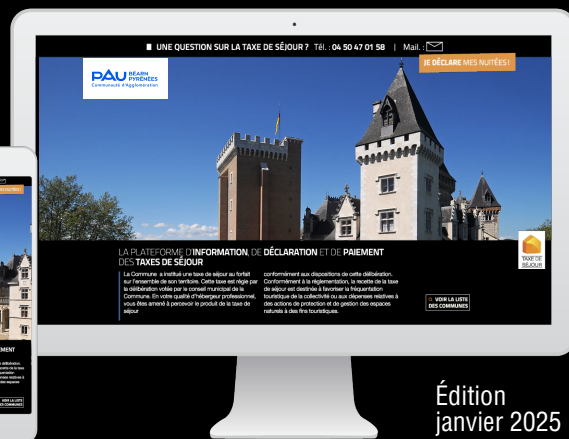 UNE QUESTION SUR LA TAXE DE SÉJOUR ? Tél. : 04 50 47 01 58 | Mail. :
JE DÉCLARE MES NUITÉES !
PAU BÉARN
PYRÉNÉES
Communauté d'Agglomération
LA PLATEFORME D'INFORMATION, DE DÉCLARATION ET DE PAIEMENT
DES TAXES DE SÉJOUR
La Commune a institué une taxe de séjour au forfait
sur l'ensemble de son territoire. Cette taxe est régie par
la délibération votée par le conseil municipal de la
Commune. En votre qualité d'hébergeur professionnel,
vous êtes amené à percevoir le produit de la taxe de
séjour
conformément aux dispositions de cette délibération.
Conformément à la réglementation, la recette de la taxe
de séjour est destinée à favoriser la fréquentation
touristique de la collectivité ou aux dépenses relatives à
des actions de protection et de gestion des espaces
naturels à des fins touristiques.
TAXE DE
SÉJOUR
VOIR LA LISTE
DES COMMUNES
VOIR LA LISTE
DES COMMUNES
Édition
janvier 2025